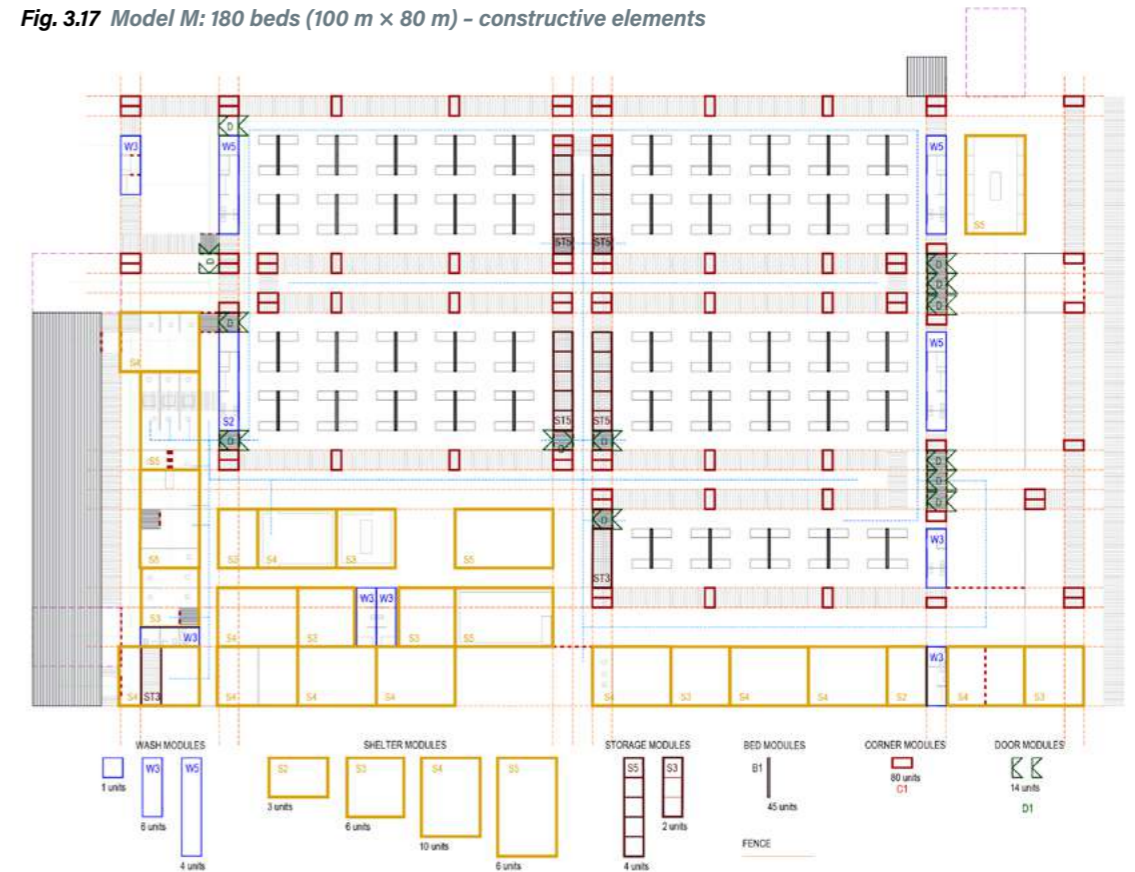 Fig. 3.17 Model M: 180 beds (100 m × 80 m) – constructive elements
D
W3 W5 W5
S5
ST5 ST5
D D
D
D
D
W5
S4
S2 ST5 ST5
D D D
S5 D
D
D
D
W3
S5 S4 S3 S5
ST3
W3 W3
S3
W3 S4 S3 S3 S5
W3
S4 ST3 S4 S4 S4 S4 S3 S4 S4 S2 S4 S3
WASH MODULES
1 units
W3
6 units
W5
4 units
SHELTER MODULES
S2
3 units
S3
6 units
S4
10 units
S5
6 units
STORAGE MODULES
S5
4 units
S3
2 units
BED MODULES
B1
45 units
FENCE
CORNER MODULES
80 units
C1
DOOR MODULES
14 units
D1